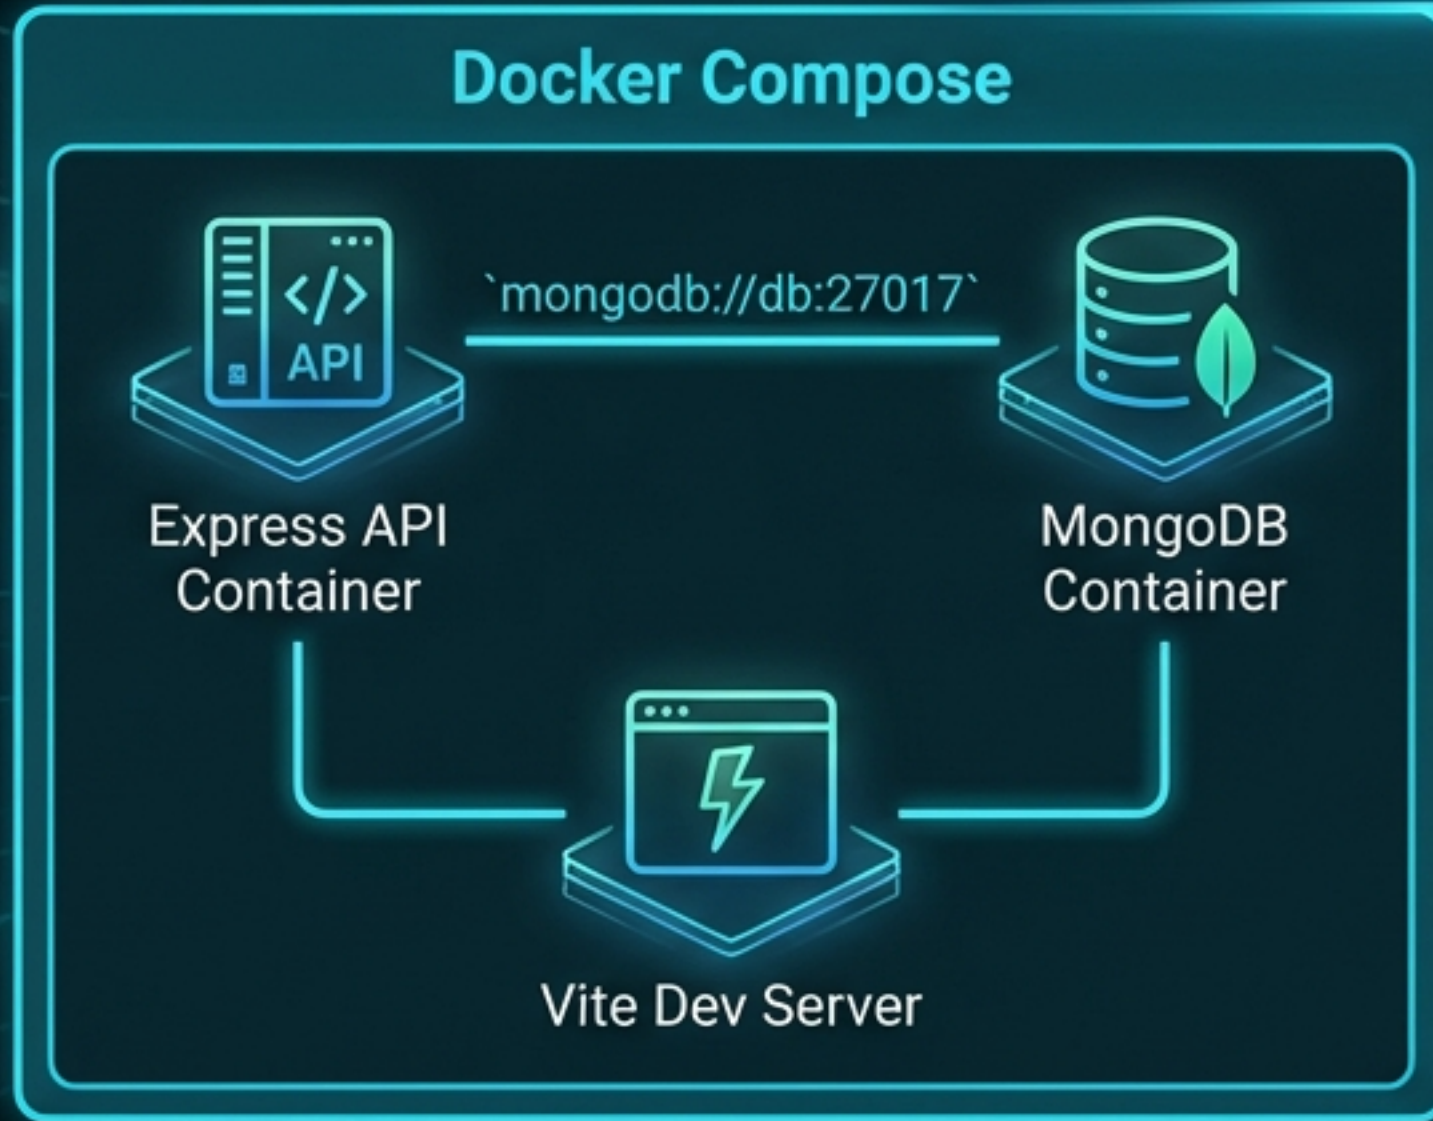 Docker Compose
</>
API
`mongodb://db:27017`
Express API
Container
MongoDB
Container
Vite Dev Server